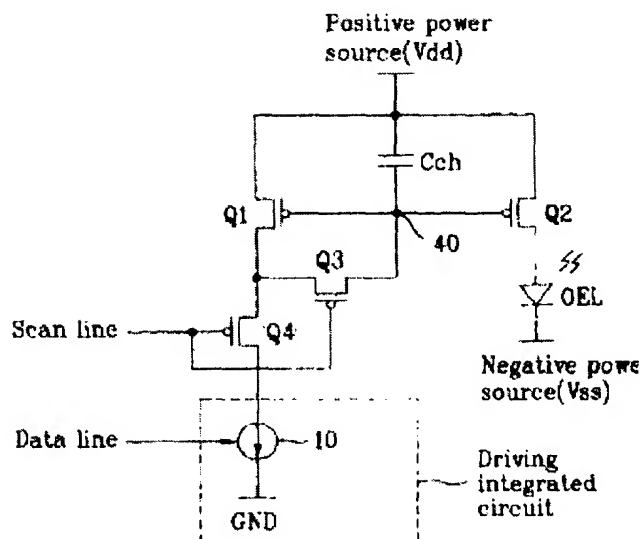 Positive power
source(Vdd)
Cch
Q1
Q2
40
Q3
OEL
Scan line
Q4
Negative powe
source(Vss)
Data line
10
Driving
integrated
circuit
GND